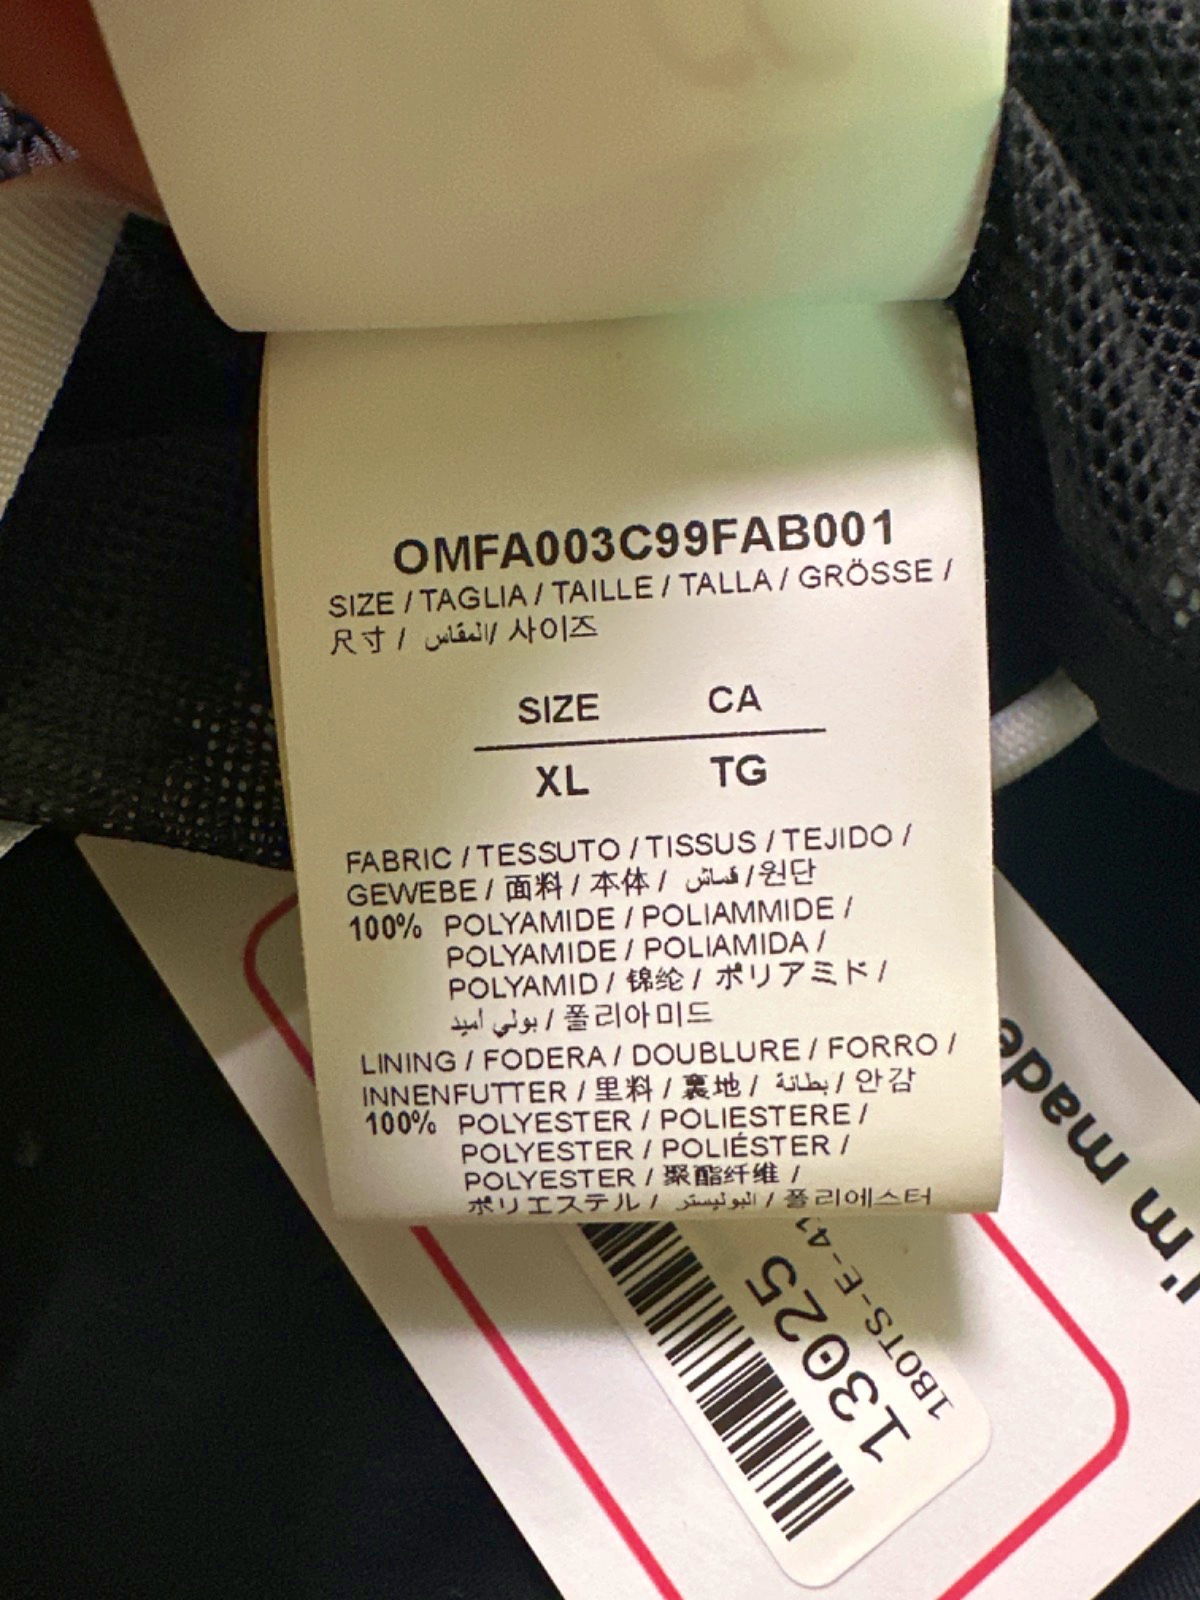 OMFA003C99FAB001
SIZE / TAGLIA / TAILLE / TALLA / GRÖSSE /
尺寸 / المقاس/ 사이즈
SIZE CA
XL TG
FABRIC / TESSUTO / TISSUS / TEJIDO /
GEWEBE / 面料 / 本体 / قماش /원단
100% POLYAMIDE / POLIAMMIDE /
POLYAMIDE / POLIAMIDA /
POLYAMID / 锦纶 / ポリアミド /
بولي أميد / 폴리아미드
LINING / FODERA / DOUBLURE / FORRO /
INNENFUTTER / 里料 / 裏地 / بطانة / 안감
100% POLYESTER / POLIESTERE /
POLYESTER / POLIÉSTER /
POLYESTER / 聚酯纤维 /
ポリエステル / البوليستر / 폴리에스터
13025
1BOTS-E-4
I'm made